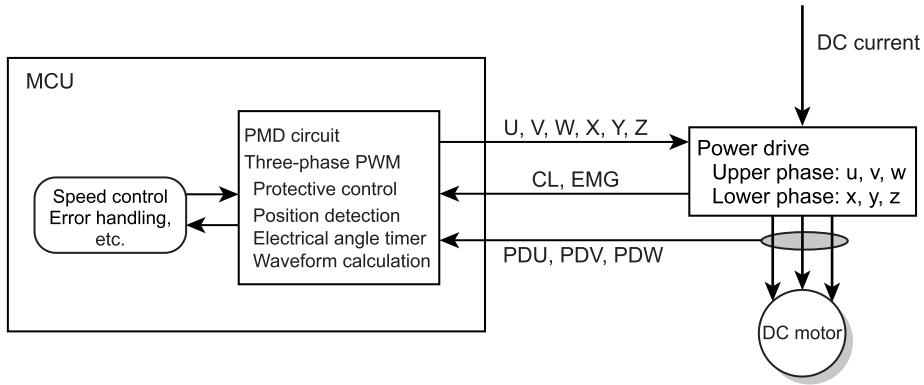 DC current
MCU
PMD circuit
Three-phase PWM
Protective control
Position detection
Electrical angle timer
Waveform calculation
Speed control
Error handling,
etc.
U, V, W, X, Y, Z
CL, EMG
PDU, PDV, PDW
Power drive
Upper phase: u, v, w
Lower phase: x, y, z
DC motor